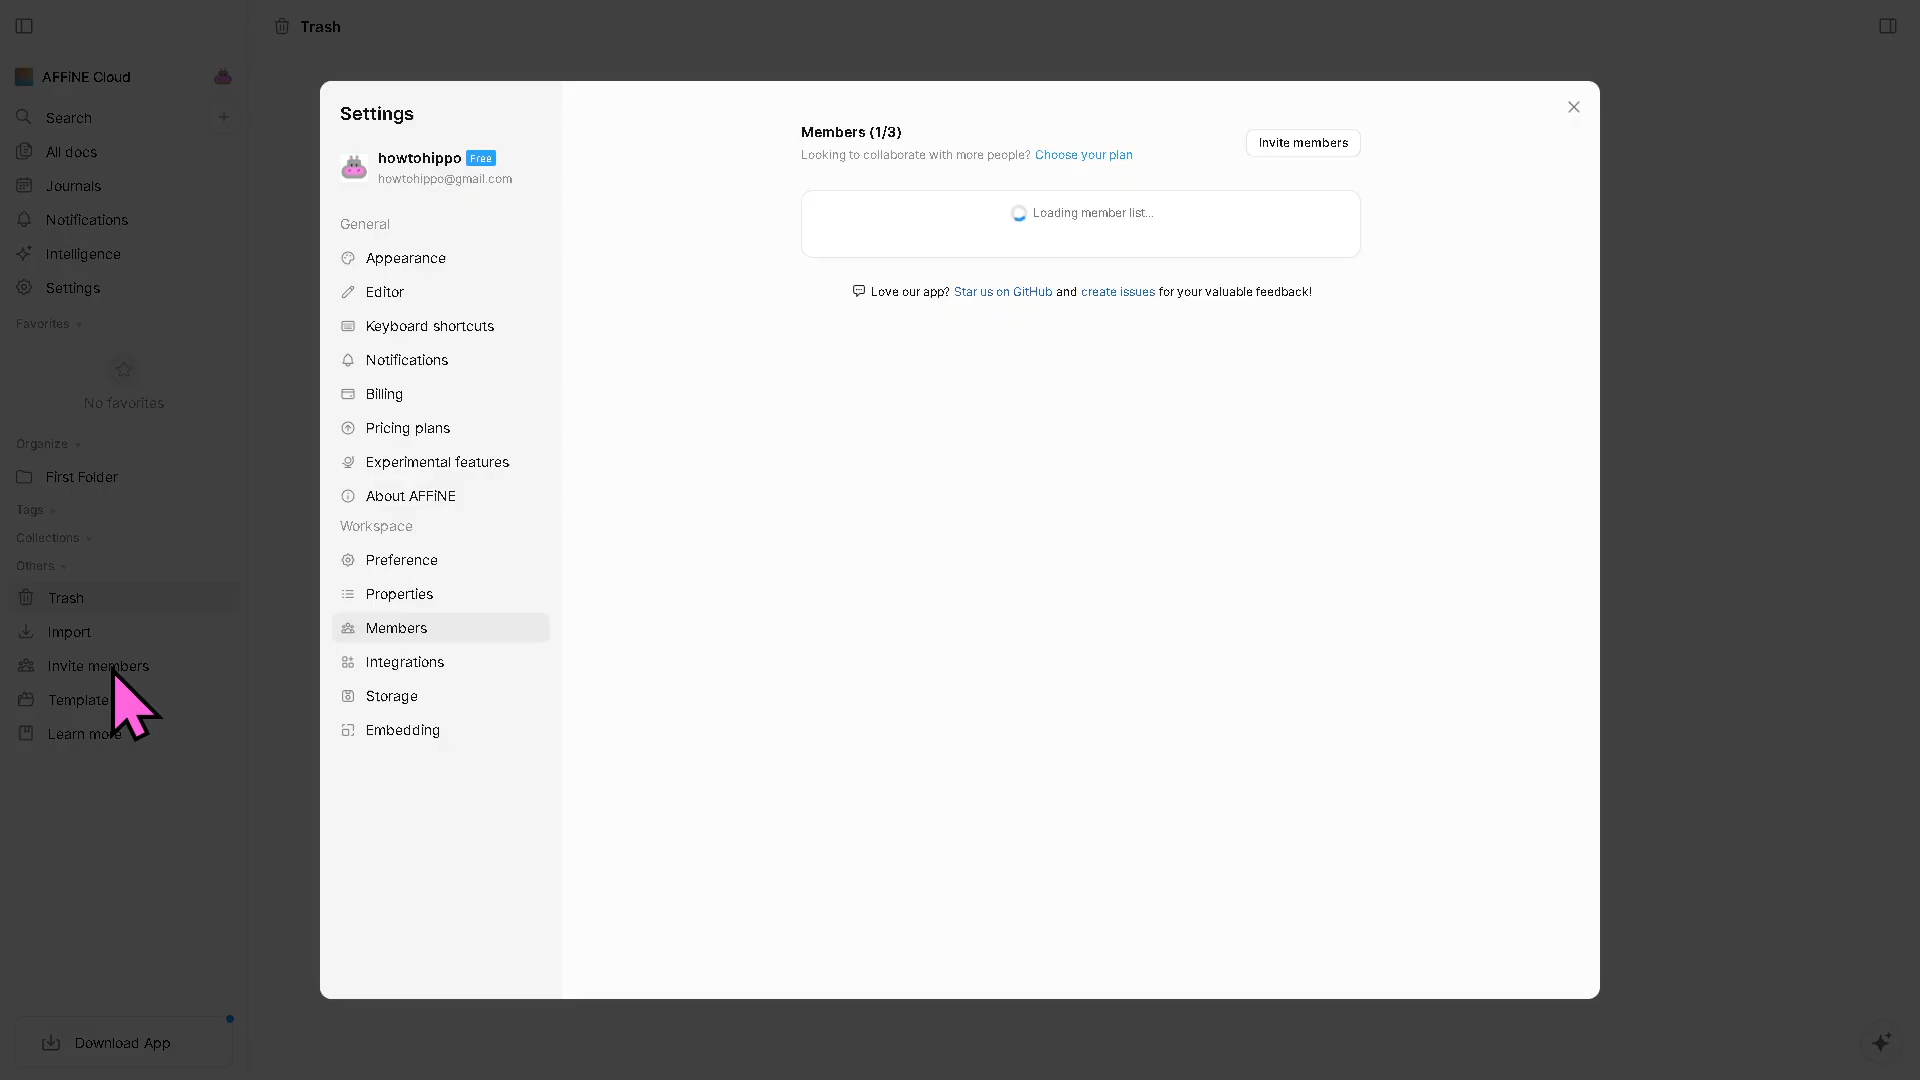 Trash
AFFiNE Cloud
Search
All docs
Journals
Notifications
Intelligence
Settings
Favorites
No favorites
Organize
First Folder
Tags
Collections
Others
Trash
Import
Invite members
Template
Learn more
Download App
Settings
howtohippo Free
howtohippo@gmail.com
General
Appearance
Editor
Keyboard shortcuts
Notifications
Billing
Pricing plans
Experimental features
About AFFiNE
Workspace
Preference
Properties
Members
Integrations
Storage
Embedding
Members (1/3)
Looking to collaborate with more people? Choose your plan
Invite members
Loading member list...
Love our app? Star us on GitHub and create issues for your valuable feedback!